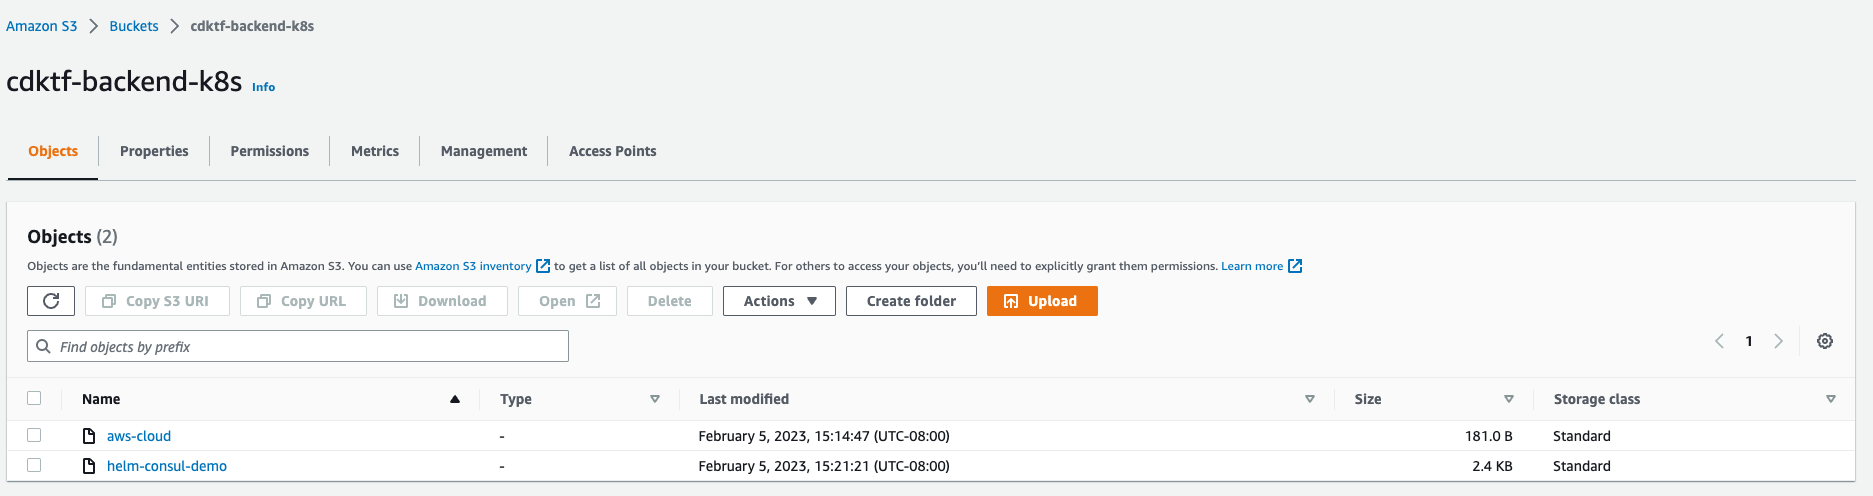 Amazon S3 > Buckets > cdktf-backend-k8s
cdktf-backend-k8s Info
Objects Properties Permissions Metrics Management Access Points
Objects (2)
Objects are the fundamental entities stored in Amazon S3. You can use Amazon S3 inventory to get a list of all objects in your bucket. For others to access your objects, you'll need to explicitly grant them permissions. Learn more
Copy S3 URI Copy URL Download Open Delete Actions Create folder Upload
Find objects by prefix 1
Name Type Last modified Size Storage class
aws-cloud - February 5, 2023, 15:14:47 (UTC-08:00) 181.0 B Standard
helm-consul-demo - February 5, 2023, 15:21:21 (UTC-08:00) 2.4 KB Standard